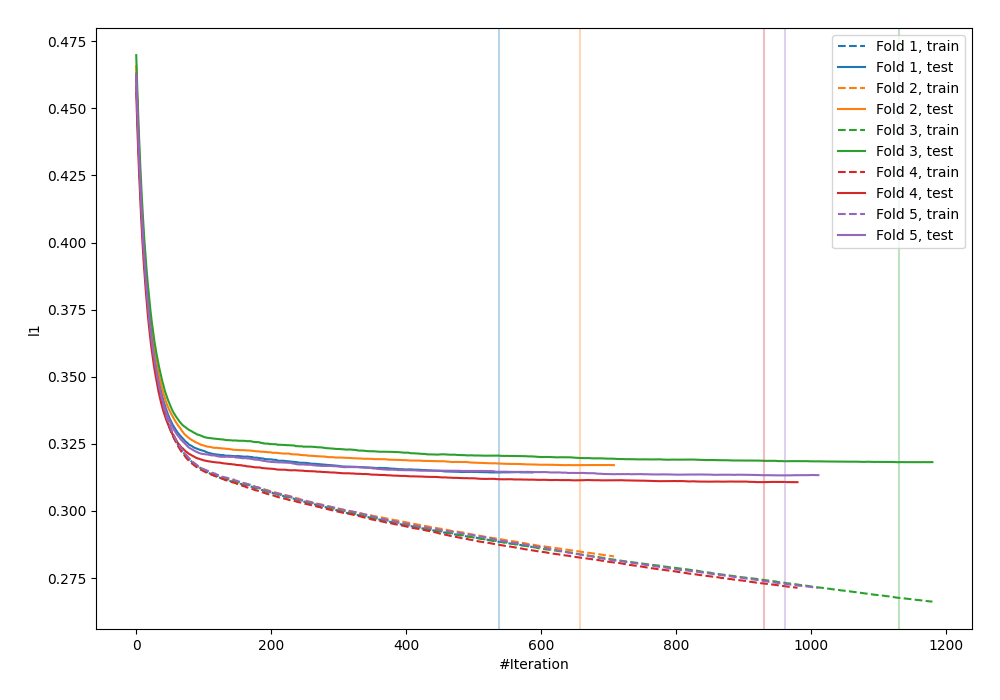 0.475
0.450
0.425
0.400
0.375
0.350
0.325
0.300
0.275
l1
0
200
400
600
800
1000
1200
#Iteration
Fold 1, train
Fold 1, test
Fold 2, train
Fold 2, test
Fold 3, train
Fold 3, test
Fold 4, train
Fold 4, test
Fold 5, train
Fold 5, test